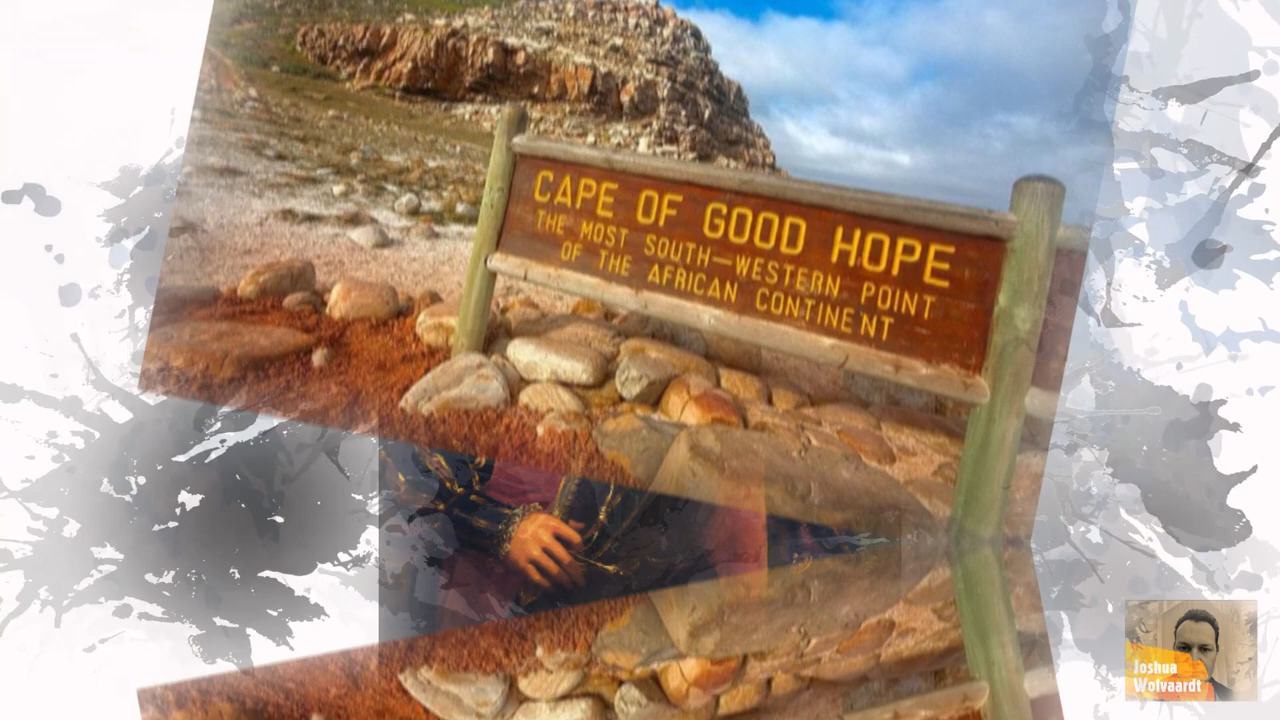 CAPE OF GOOD HOPE
THE MOST SOUTH-WESTERN POINT
OF THE AFRICAN CONTINENT
Joshua
Wolvaardt